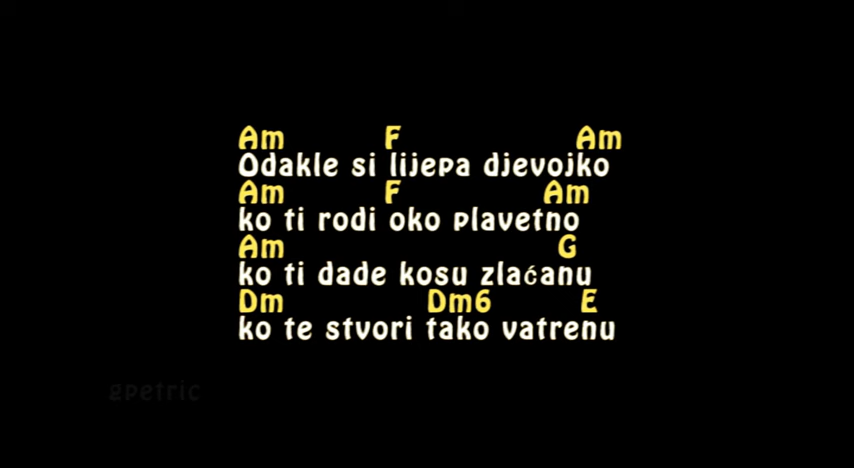 Am F Am
Odakle si lijepa djevojko
Am F Am
ko ti rodi oko plavetno
Am G
ko ti dade kosu zlaćanu
Dm Dm6 E
ko te stvori tako vatrenu
gpetric